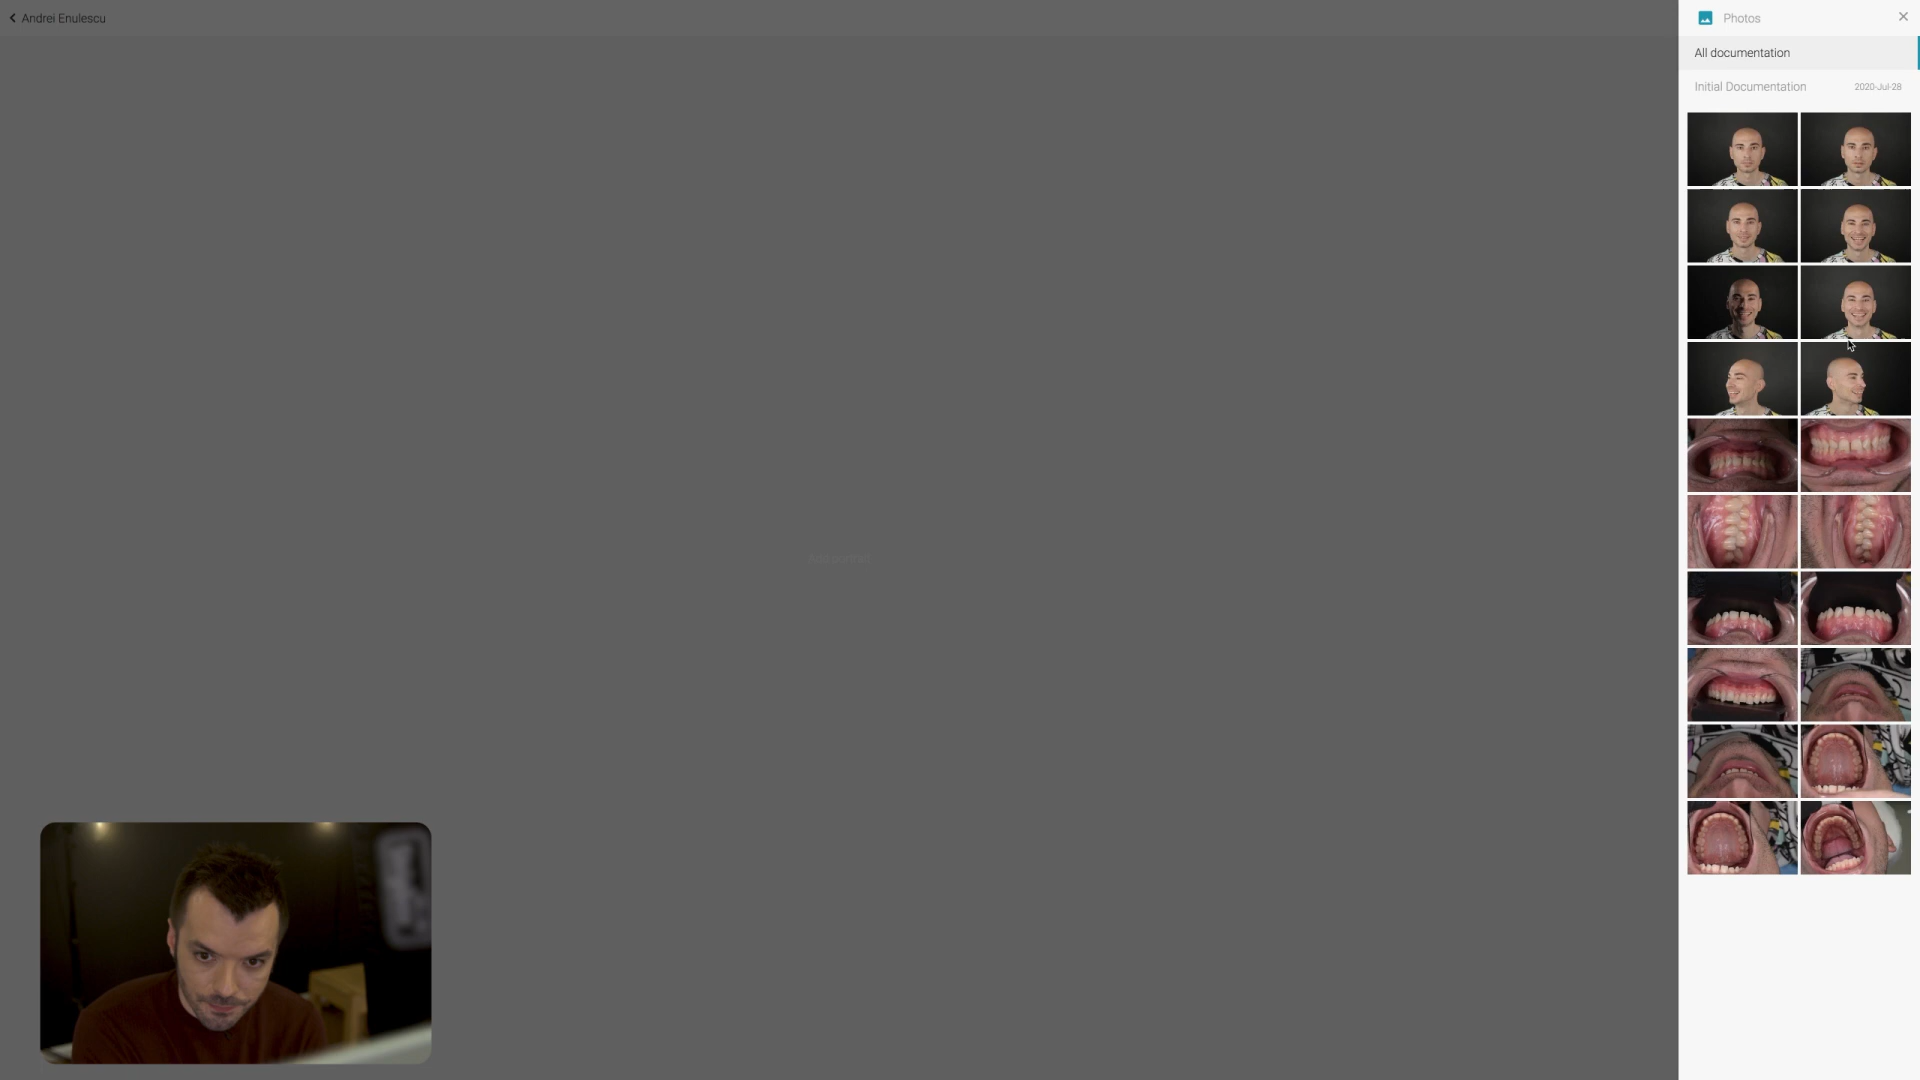 Andrei Enulescu
Photos
All documentation
Initial Documentation 2020-Jul-28